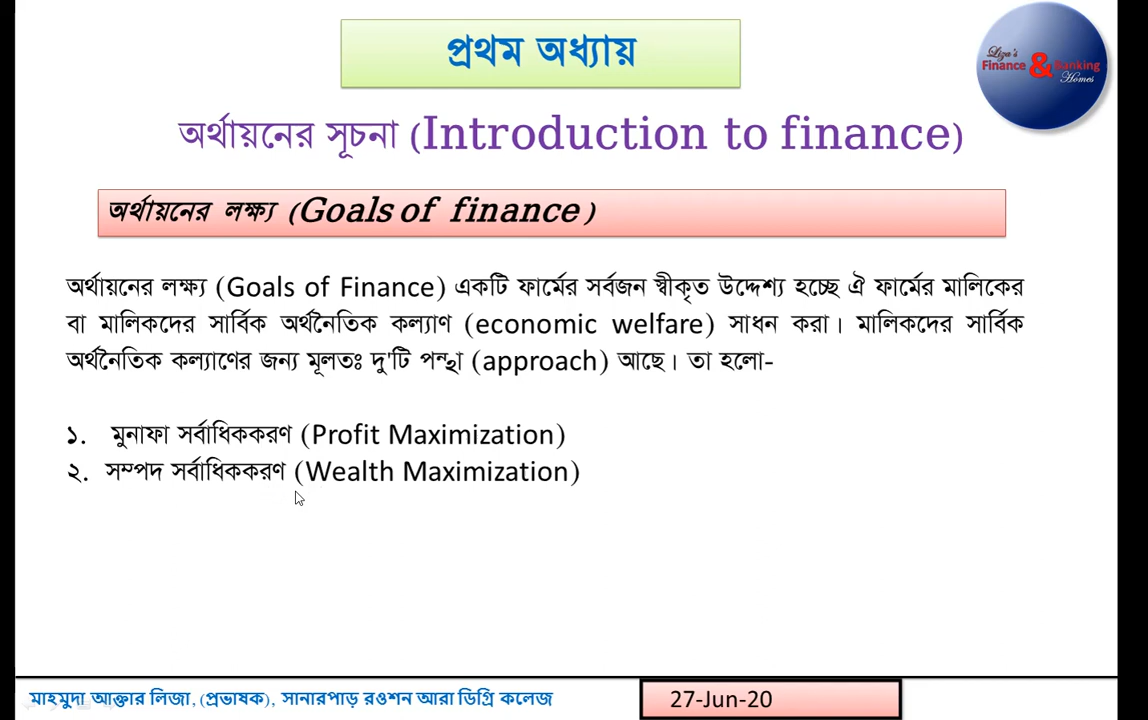 প্রথম অধ্যায়
Liza's
Finance & Banking
Homes
অর্থায়নের সূচনা (Introduction to finance)
অর্থায়নের লক্ষ্য (Goals of finance)
অর্থায়নের লক্ষ্য (Goals of Finance) একটি ফার্মের সর্বজন স্বীকৃত উদ্দেশ্য হচ্ছে ঐ ফার্মের মালিকের
বা মালিকদের সার্বিক অর্থনৈতিক কল্যাণ (economic welfare) সাধন করা। মালিকদের সার্বিক
অর্থনৈতিক কল্যাণের জন্য মূলতঃ দু'টি পন্থা (approach) আছে। তা হলো-
১. মুনাফা সর্বাধিককরণ (Profit Maximization)
২. সম্পদ সর্বাধিককরণ (Wealth Maximization)
মাহমুদা আক্তার লিজা, (প্রভাষক), সানারপাড় রওশন আরা ডিগ্রি কলেজ
27-Jun-20